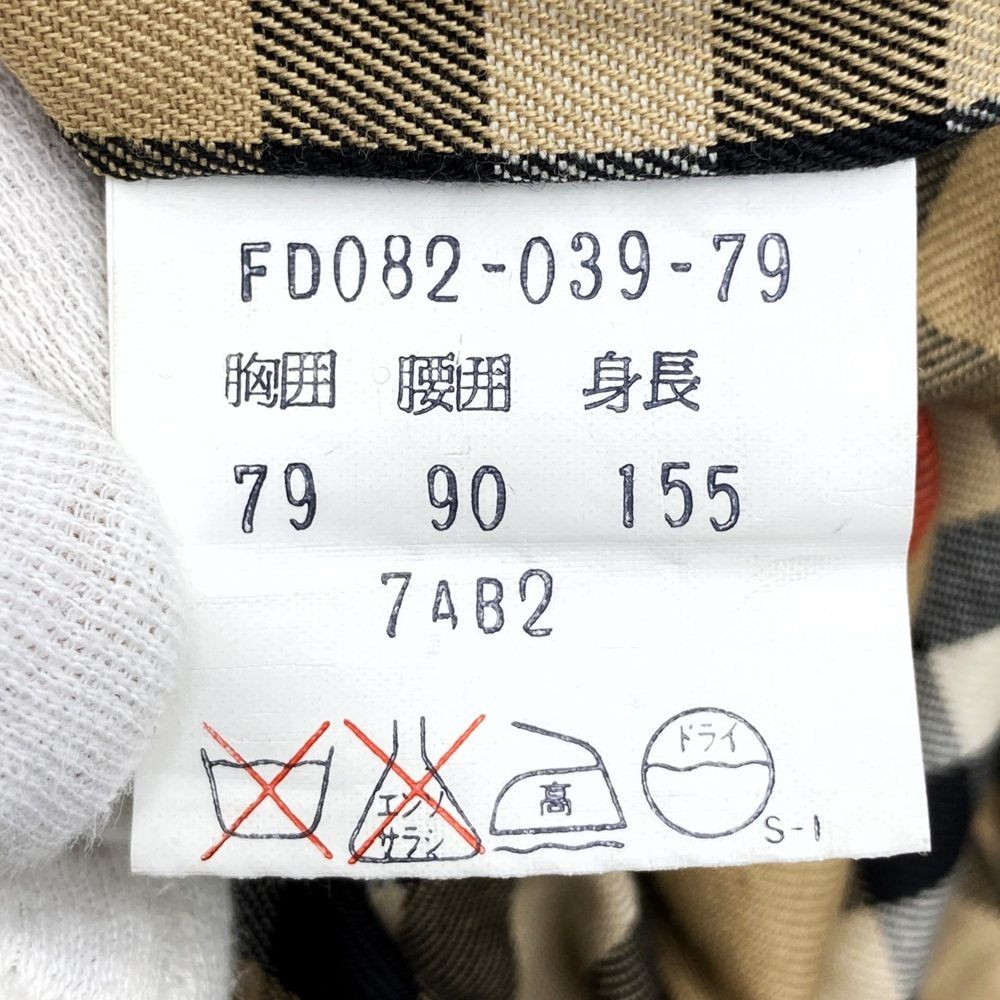 FD082-039-79
胸囲 腰囲 身長
79 90 155
7AB2
エンソ
サラシ
高
ドライ
S-1